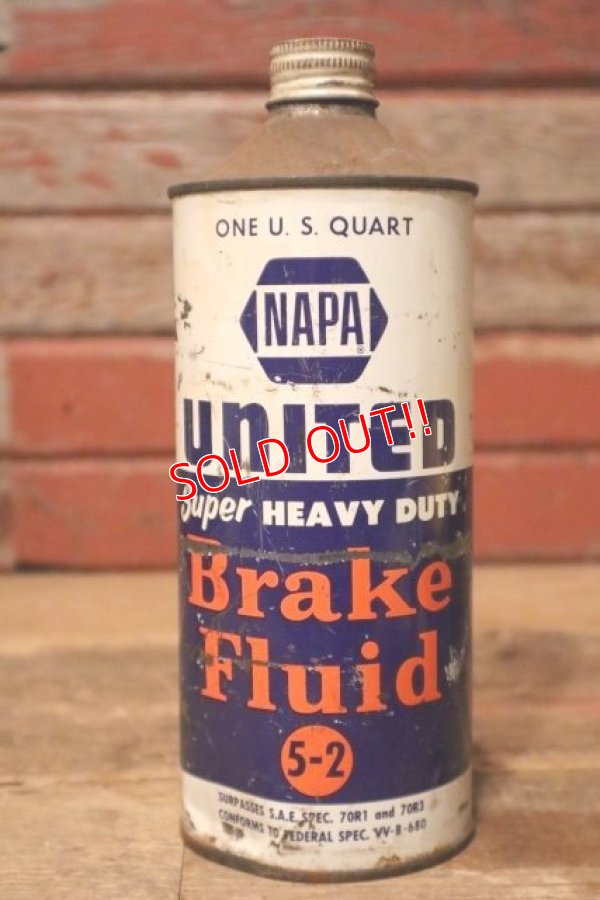 ONE U. S. QUART
NAPA
®
UNITED
SOLD OUT!!
Super HEAVY DUTY
Brake
Fluid
5-2
SURPASSES S.A.E. SPEC. 70R1 and 70R3
CONFORMS TO FEDERAL SPEC. VV-B-680